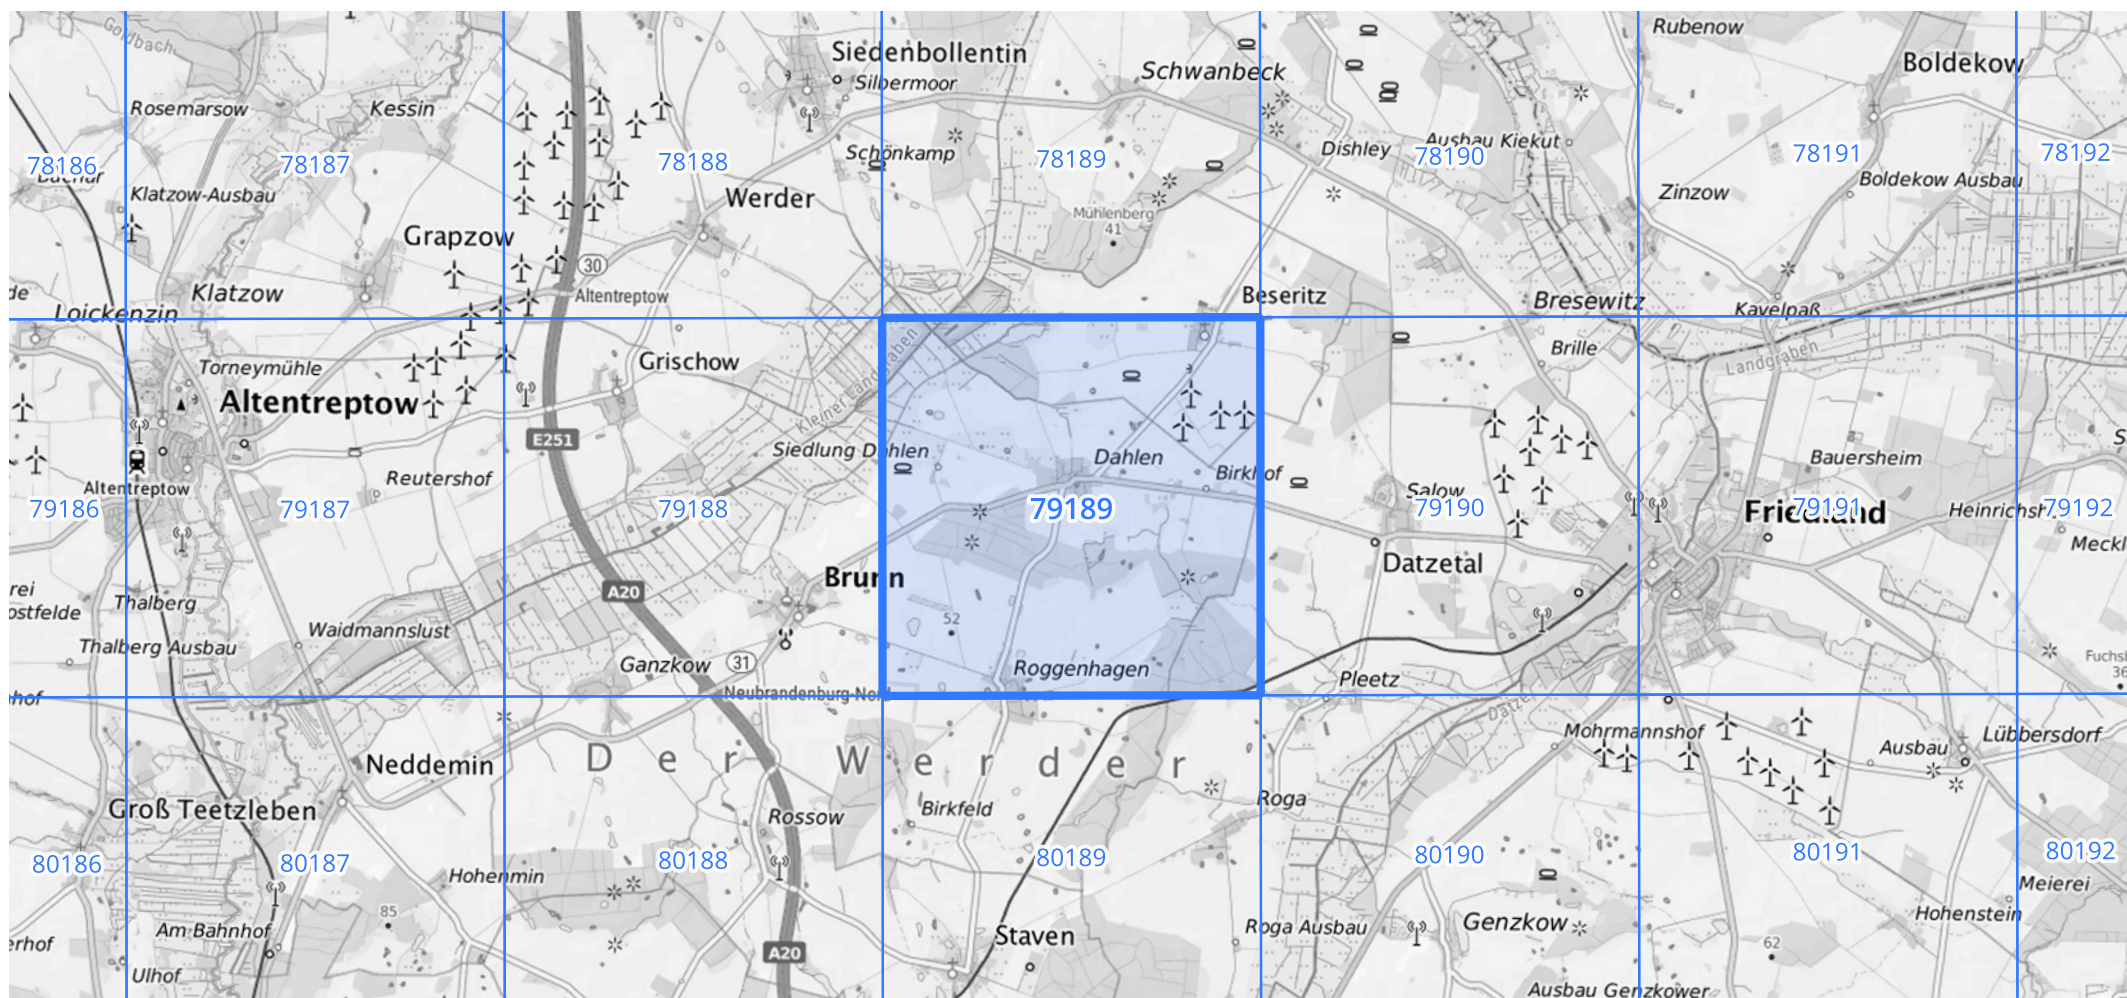 Goldbach
Siedenbollentin
Silbermoor
Schwanbeck
Rubenow
Boldekow
Rosemarsow
Kessin
Schönkamp
Dishley
Ausbau Kiekut
78186
78187
78188
78189
78190
78191
78192
Klatzow-Ausbau
Werder
Mühlenberg
41
Zinzow
Boldekow Ausbau
Grapzow
30
Altentreptow
Klatzow
Loickenzin
Beseritz
Bresewitz
Kavelpaß
Landgraben
Torneymühle
Grischow
Brille
Altentreptow
E251
Siedlung Dahlen
Dahlen
Birkhof
Bauersheim
Reutershof
Altentreptow
Salow
Friedland
79186
79187
79188
79189
79190
79191
79192
Datzetal
A20
Brunn
Thalberg
Waidmannslust
52
Thalberg Ausbau
Ganzkow
31
Roggenhagen
Pleetz
36
Mohrmannshof
Ausbau
Lübbersdorf
Der Werder
Neddemin
Groß Teetzleben
Rossow
Birkfeld
Roga
80186
80187
80188
80189
80190
80191
80192
Hohenmin
Meierei
85
Am Bahnhof
Staven
Roga Ausbau
Genzkow
Hohenstein
62
A20
Ulhof
Ausbau Genzkower